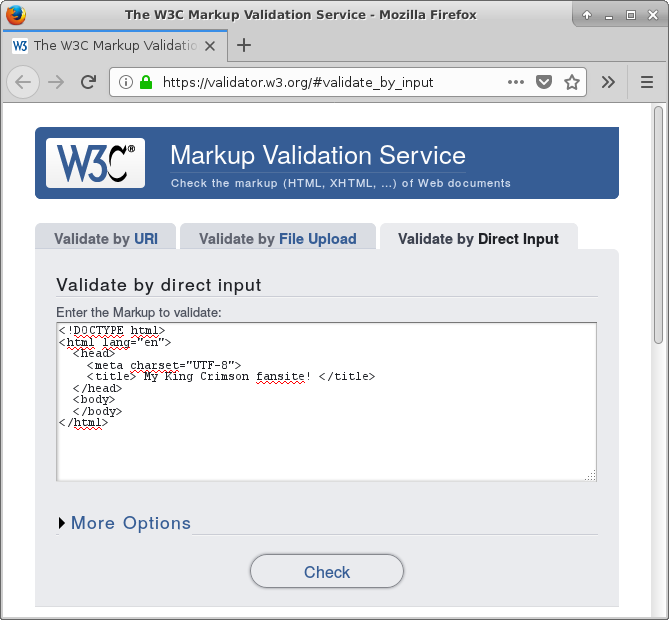 The W3C Markup Validation Service - Mozilla Firefox
The W3C Markup Validatio
https://validator.w3.org/#validate_by_input
W3C®
Markup Validation Service
Check the markup (HTML, XHTML, …) of Web documents
Validate by URI
Validate by File Upload
Validate by Direct Input
Validate by direct input
Enter the Markup to validate:
<!DOCTYPE html>
<html lang="en">
  <head>
    <meta charset="UTF-8">
    <title> My King Crimson fansite! </title>
  </head>
  <body>
  </body>
</html>
More Options
Check